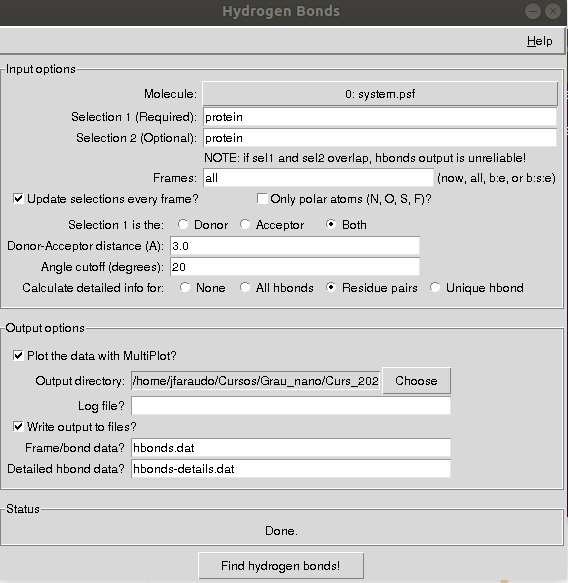 Hydrogen Bonds
Help
Input options
Molecule: 0: system.psf
Selection 1 (Required): protein
Selection 2 (Optional): protein
NOTE: if sel1 and sel2 overlap, hbonds output is unreliable!
Frames: all (now, all, b:e, or b:s:e)
Update selections every frame? Only polar atoms (N, O, S, F)?
Selection 1 is the: Donor Acceptor Both
Donor-Acceptor distance (A): 3.0
Angle cutoff (degrees): 20
Calculate detailed info for: None All hbonds Residue pairs Unique hbond
Output options
Plot the data with MultiPlot?
Output directory: /home/jfaraudo/Cursos/Grau_nano/Curs_202 Choose
Log file?
Write output to files?
Frame/bond data? hbonds.dat
Detailed hbond data? hbonds-details.dat
Status
Done.
Find hydrogen bonds!